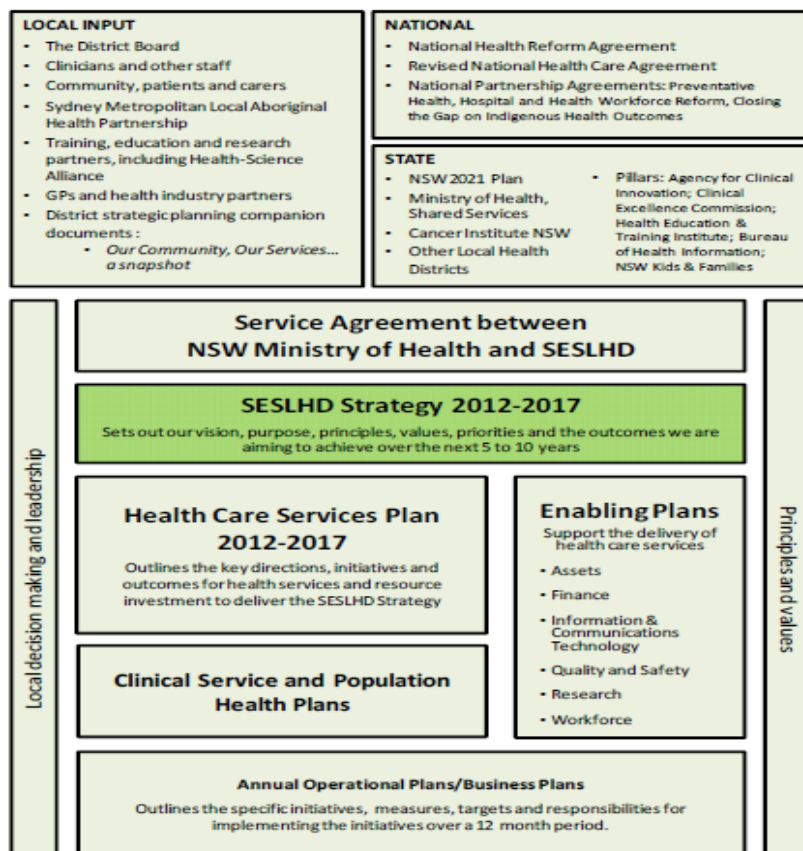 LOCAL INPUT
• The District Board
• Clinicians and other staff
• Community, patients and carers
• Sydney Metropolitan Local Aboriginal
Health Partnership
• Training, education and research
partners, including Health-Science
Alliance
• GPs and health industry partners
• District strategic planning companion
documents :
• Our Community, Our Services...
a snapshot
NATIONAL
• National Health Reform Agreement
• Revised National Health Care Agreement
• National Partnership Agreements: Preventative
Health, Hospital and Health Workforce Reform, Closing
the Gap on Indigenous Health Outcomes
STATE
• NSW 2021 Plan
• Ministry of Health,
Shared Services
• Cancer Institute NSW
• Other Local Health
Districts
• Pillars: Agency for Clinical
Innovation; Clinical
Excellence Commission;
Health Education &
Training Institute; Bureau
of Health Information;
NSW Kids & Families
Local decision making and leadership
Service Agreement between
NSW Ministry of Health and SESLHD
SESLHD Strategy 2012-2017
Sets out our vision, purpose, principles, values, priorities and the outcomes we are
aiming to achieve over the next 5 to 10 years
Health Care Services Plan
2012-2017
Outlines the key directions, initiatives and
outcomes for health services and resource
investment to deliver the SESLHD Strategy
Clinical Service and Population
Health Plans
Enabling Plans
Support the delivery of
health care services
• Assets
• Finance
• Information &
Communications
Technology
• Quality and Safety
• Research
• Workforce
Annual Operational Plans/Business Plans
Outlines the specific initiatives, measures, targets and responsibilities for
implementing the initiatives over a 12 month period.
Principles and values